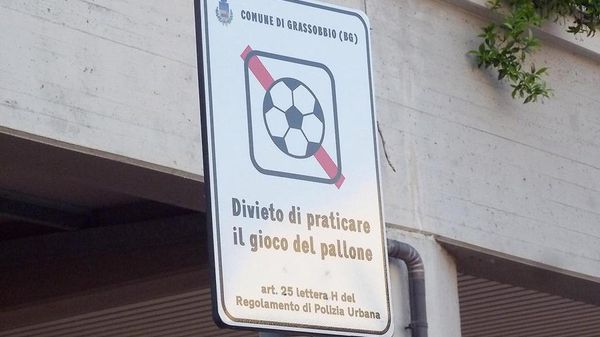 COMUNE DI GRASSOBBIO (BG)
Divieto di praticare
il gioco del pallone
art. 25 lettera H del
Regolamento di Polizia Urbana